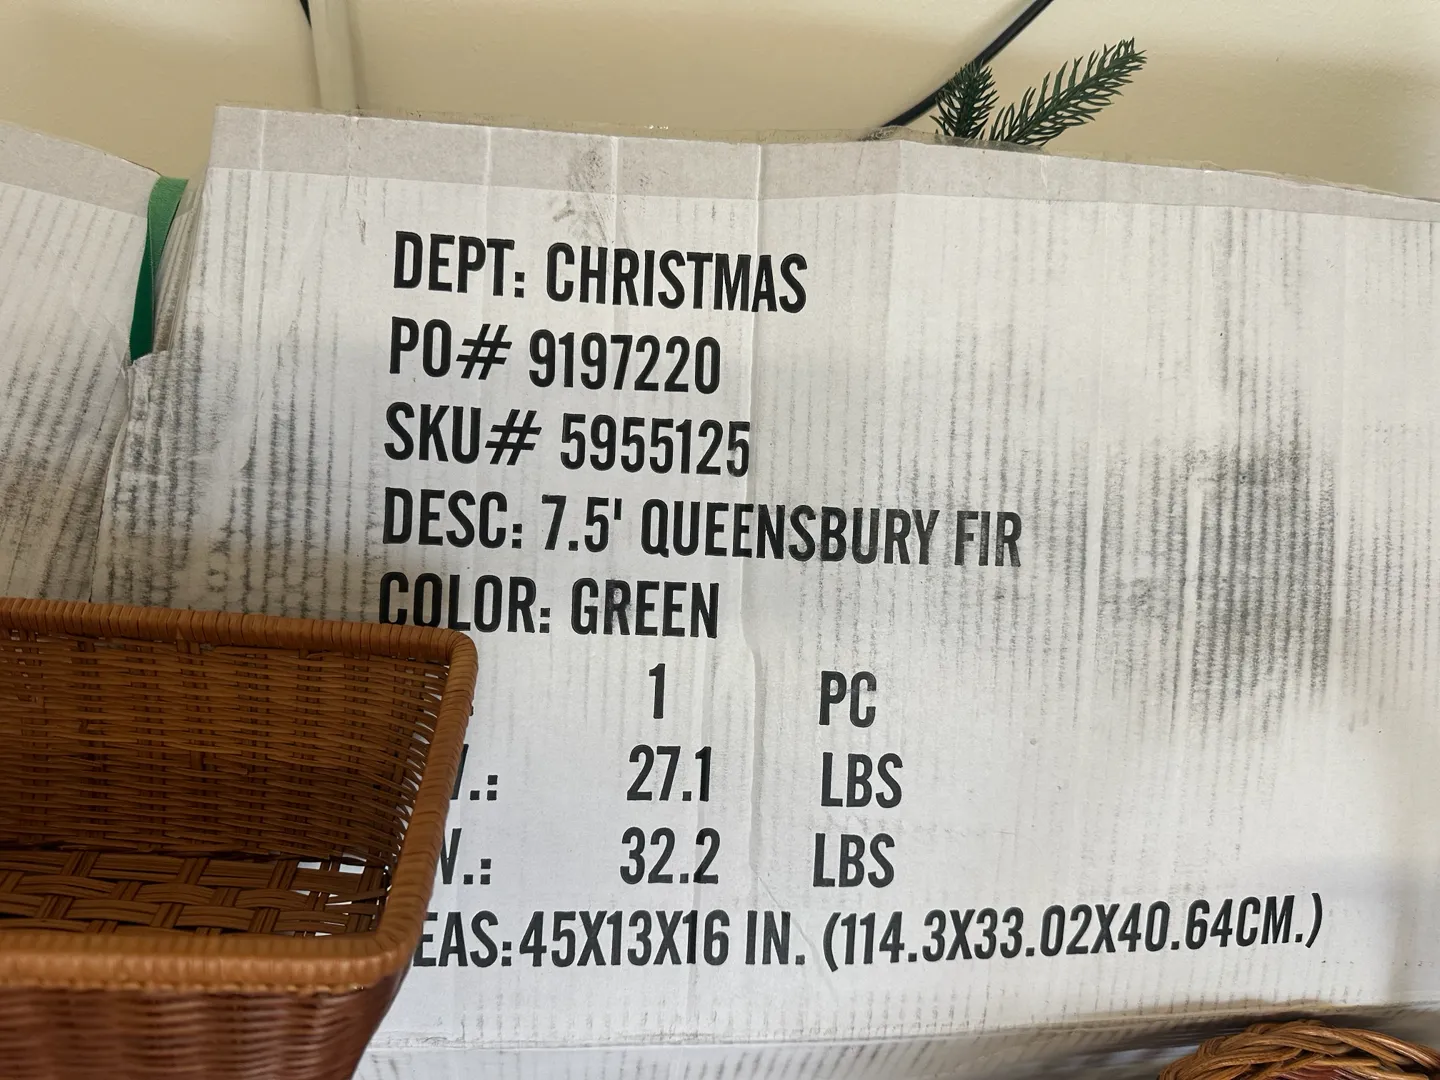 DEPT: CHRISTMAS
PO# 9197220
SKU# 5955125
DESC: 7.5' QUEENSBURY FIR
COLOR: GREEN
1 PC
.: 27.1 LBS
.: 32.2 LBS
EAS: 45X13X16 IN. (114.3X33.02X40.64CM.)